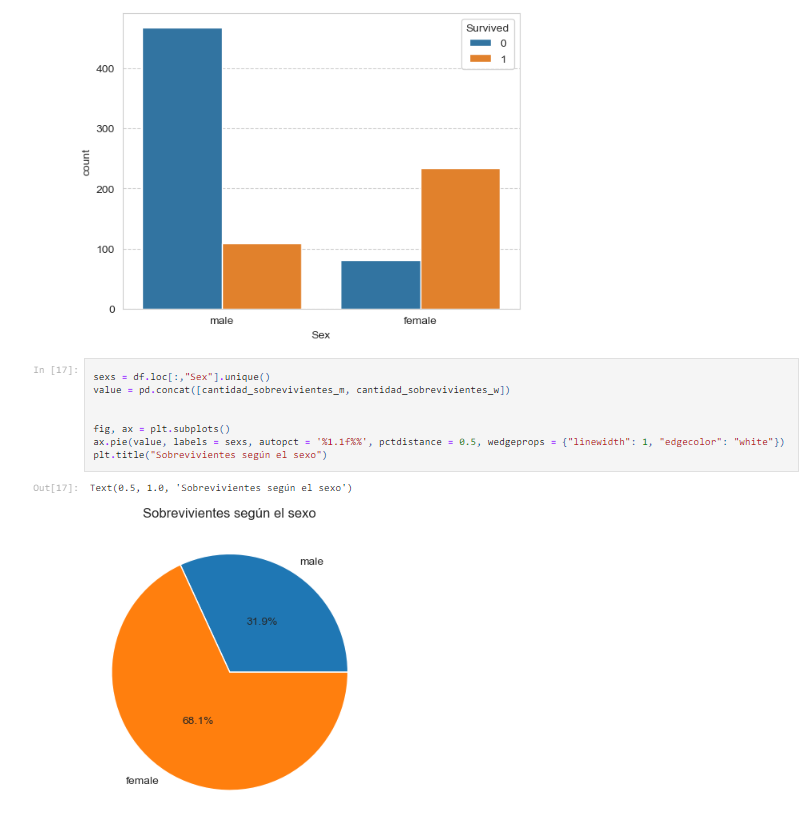 Survived
0
1
400
300
200
100
0
count
male
female
Sex
In [17]:
sexs = df.loc[:,"Sex"].unique()
value = pd.concat([cantidad_sobrevivientes_m, cantidad_sobrevivientes_w])
fig, ax = plt.subplots()
ax.pie(value, labels = sexs, autopct = '%1.1f%%', pctdistance = 0.5, wedgeprops = {"linewidth": 1, "edgecolor": "white"})
plt.title("Sobrevivientes según el sexo")
Out[17]: Text(0.5, 1.0, 'Sobrevivientes según el sexo')
Sobrevivientes según el sexo
male
31.9%
68.1%
female